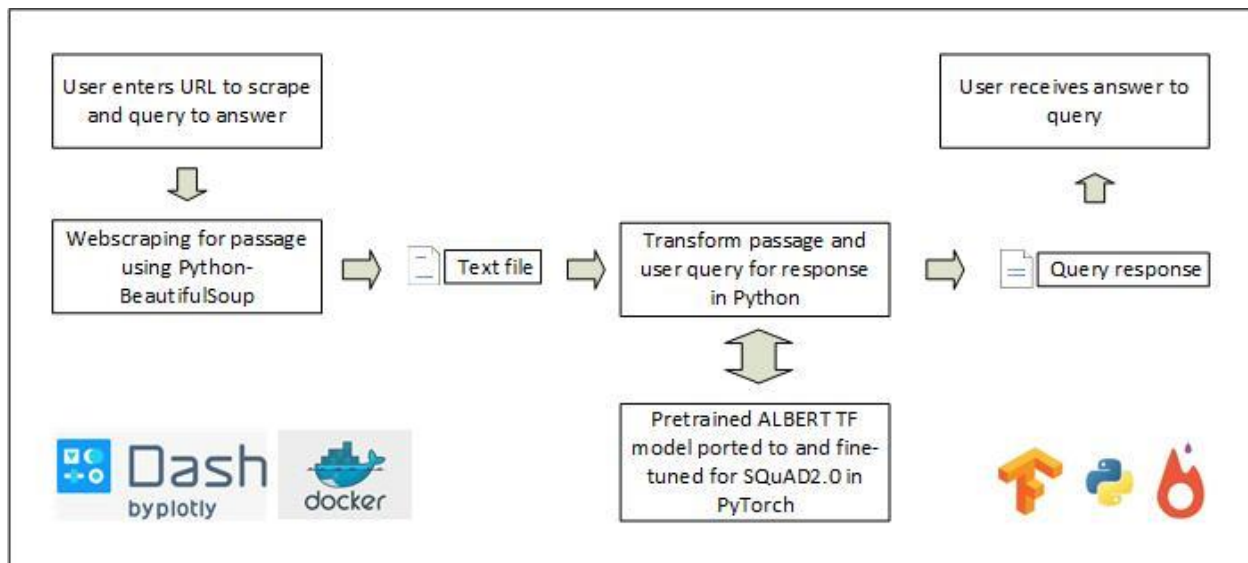 User enters URL to scrape
and query to answer
User receives answer to
query
Webscraping for passage
using Python-
BeautifulSoup
Text file
Transform passage and
user query for response
in Python
Query response
Pretrained ALBERT TF
model ported to and fine-
tuned for SQuAD2.0 in
PyTorch
Dash
byplotly
docker